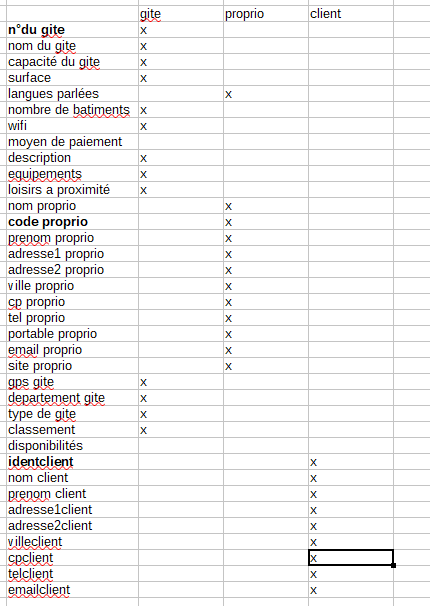 gite proprio client
n°du gite x
nom du gite x
capacité du gite x
surface x
langues parlées x
nombre de batiments x
wifi x
moyen de paiement
description x
equipements x
loisirs a proximité x
nom proprio x
code proprio x
prenom proprio x
adresse1 proprio x
adresse2 proprio x
ville proprio x
cp proprio x
tel proprio x
portable proprio x
email proprio x
site proprio x
gps gite x
departement gite x
type de gite x
classement x
disponibilités
identclient x
nom client x
prenom client x
adresse1client x
adresse2client x
villeclient x
cpclient x
telclient x
emailclient x